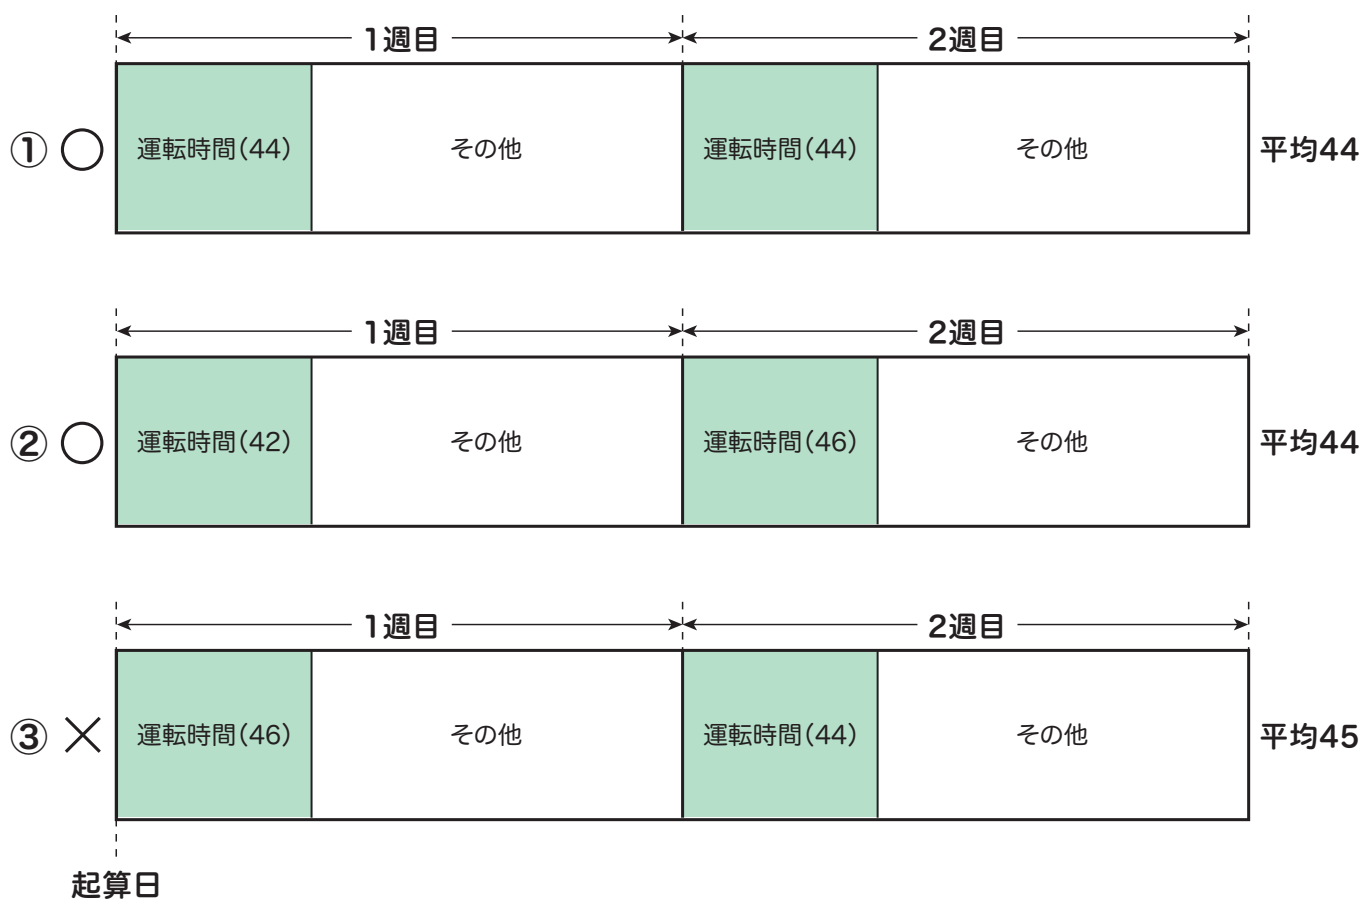 1週目 2週目
① ○ 運転時間(44) その他 運転時間(44) その他 平均44
1週目 2週目
② ○ 運転時間(42) その他 運転時間(46) その他 平均44
1週目 2週目
③ × 運転時間(46) その他 運転時間(44) その他 平均45
起算日